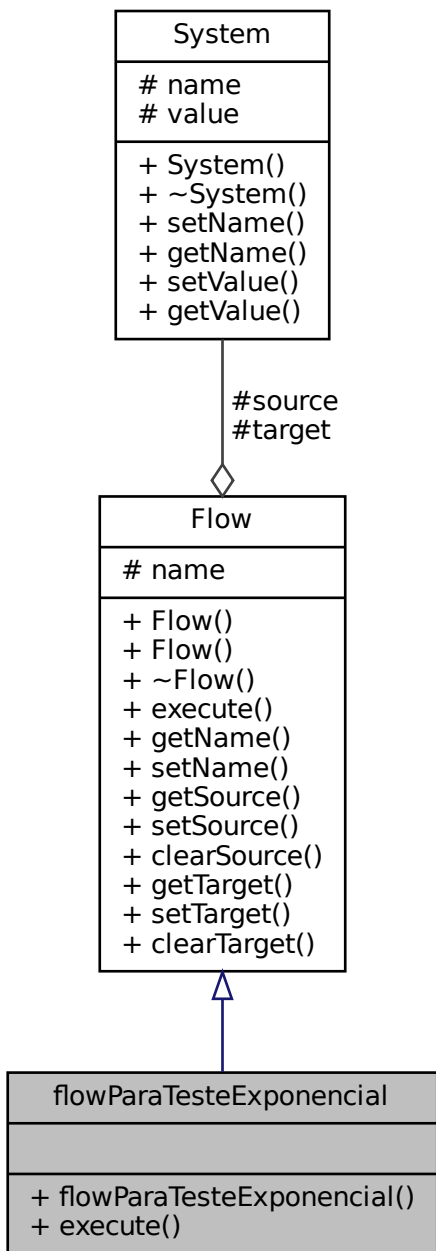 System
# name
# value
+ System()
+ ~System()
+ setName()
+ getName()
+ setValue()
+ getValue()
#source
#target
Flow
# name
+ Flow()
+ Flow()
+ ~Flow()
+ execute()
+ getName()
+ setName()
+ getSource()
+ setSource()
+ clearSource()
+ getTarget()
+ setTarget()
+ clearTarget()
flowParaTesteExponencial
+ flowParaTesteExponencial()
+ execute()